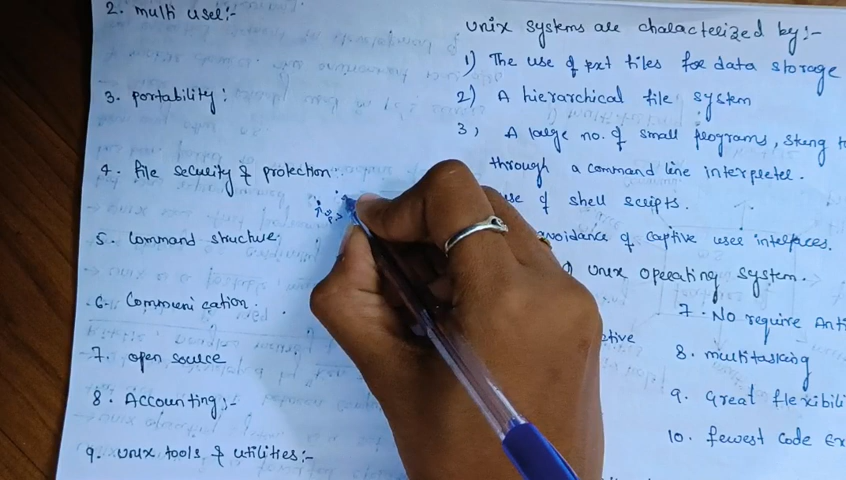 2. multi user:-
3. portability:
4. file security & protection.
5. Command structure
6. Communication.
7. open source
8. Accounting:-
9. unix tools & utilities:-
unix systems are characterized by:-
1) The use of pxt files for data storage
2) A hierarchical file system
3) A large no. of small programs, strung
through a command line interpreter.
use of shell scripts.
avoidance of captive user interfaces.
unix operating system.
7. No require Anti
8. multitasking
9. Great flexibili
10. fewest code